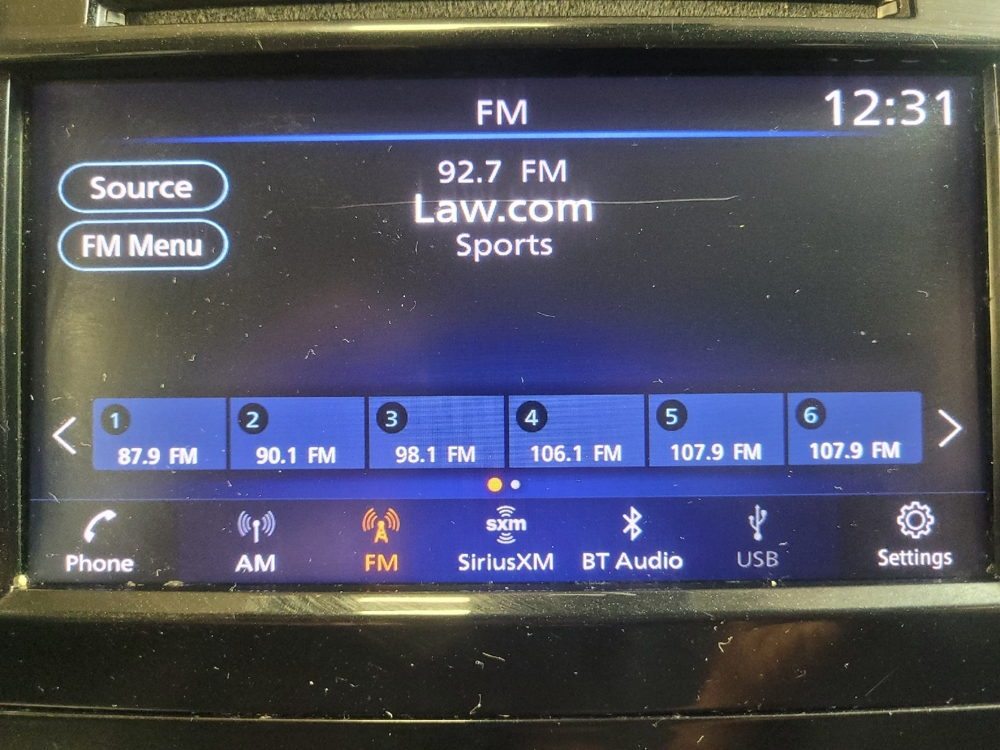 FM
12:31
Source
FM Menu
92.7 FM
Law.com
Sports
1
87.9 FM
2
90.1 FM
3
98.1 FM
4
106.1 FM
5
107.9 FM
6
107.9 FM
Phone
AM
FM
sxm
SiriusXM
BT Audio
USB
Settings